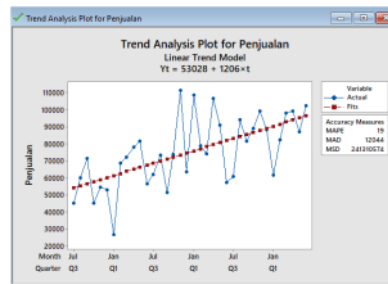 Trend Analysis Plot for Penjualan
Trend Analysis Plot for Penjualan
Linear Trend Model
Yt = 53028 + 1206×t
Variable
Actual
Fits
Accuracy Measures
MAPE 19
MAD 12044
MSD 241310574
Penjualan
110000
100000
90000
80000
70000
60000
50000
40000
30000
20000
Month Jul Jan Jul Jan Jul Jan
Quarter Q3 Q1 Q3 Q1 Q3 Q1